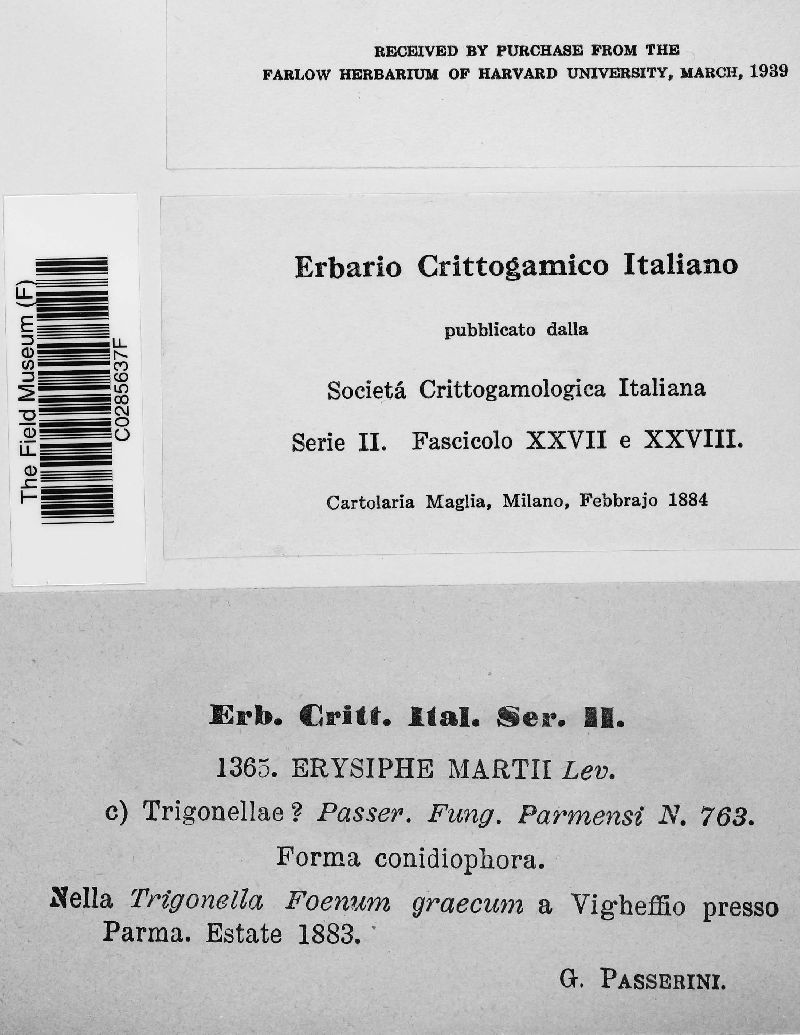 RECEIVED BY PURCHASE FROM THE
FARLOW HERBARIUM OF HARVARD UNIVERSITY, MARCH, 1939
The Field Museum (F)
C0285637F
Erbario Crittogamico Italiano
pubblicato dalla
Societá Crittogamologica Italiana
Serie II. Fascicolo XXVII e XXVIII.
Cartolaria Maglia, Milano, Febbrajo 1884
Erb. Critt. Ital. Ser. II.
1365. ERYSIPHE MARTII Lev.
c) Trigonellae? Passer. Fung. Parmensi N. 763.
Forma conidiophora.
Nella Trigonella Foenum graecum a Vigheffio presso
Parma. Estate 1883.
G. PASSERINI.